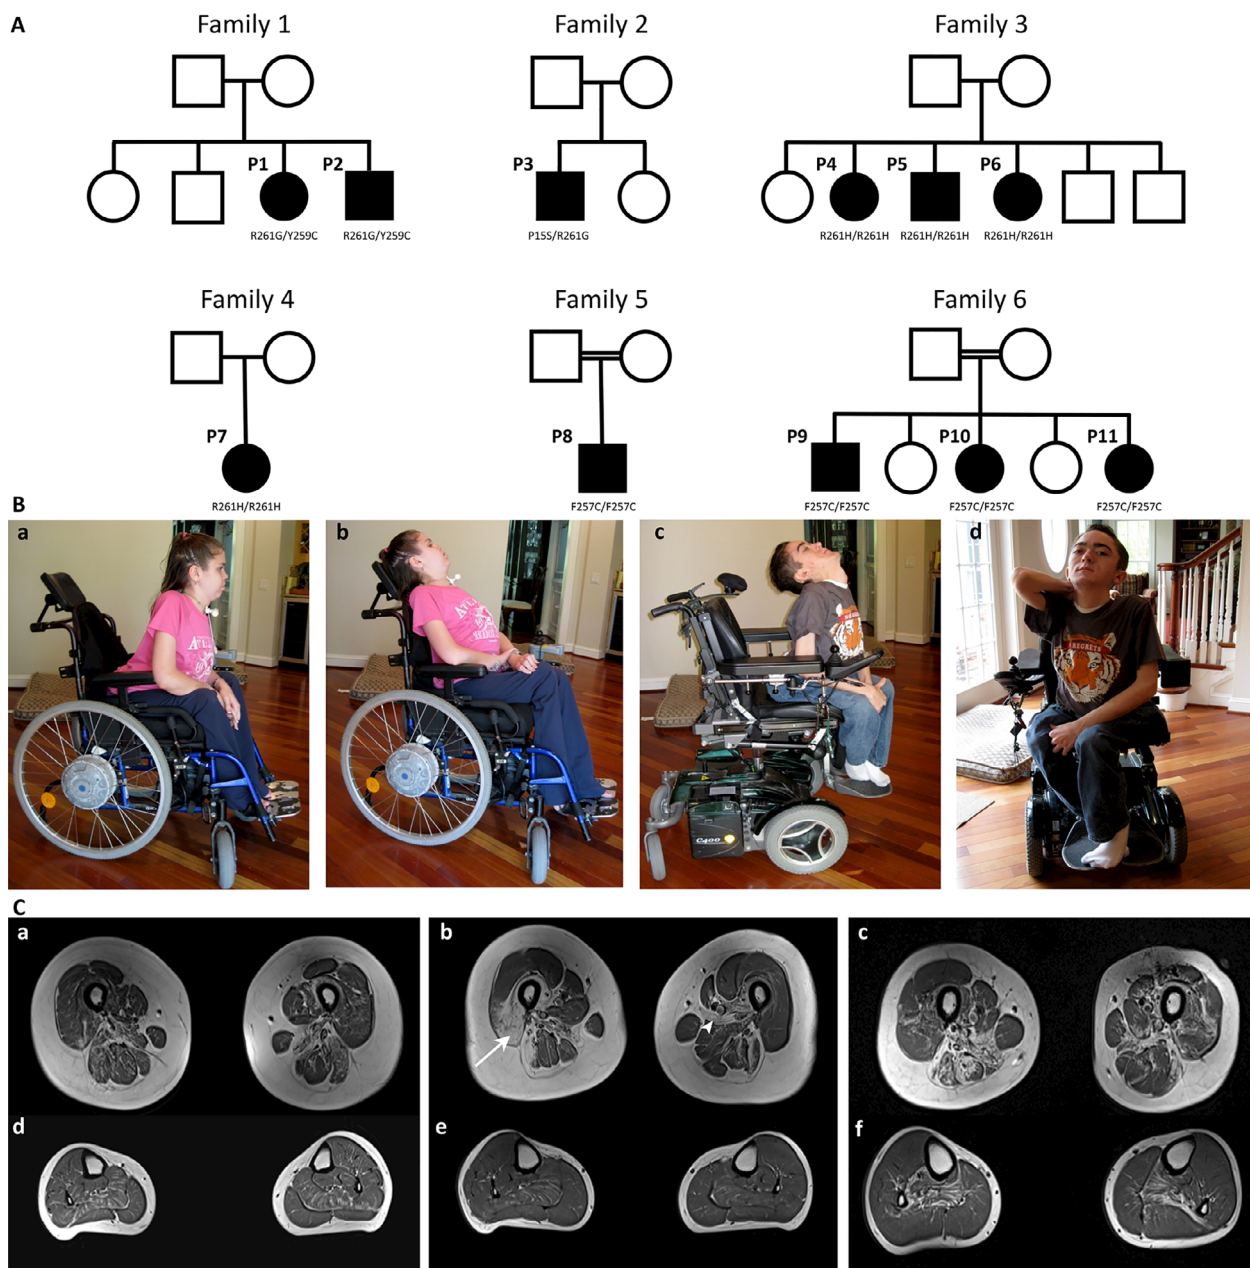 A
Family 1
Family 2
Family 3
P1
P2
P3
P4
P5
P6
R261G/Y259C
R261G/Y259C
P15S/R261G
R261H/R261H
R261H/R261H
R261H/R261H
Family 4
Family 5
Family 6
P7
P8
P9
P10
P11
R261H/R261H
F257C/F257C
F257C/F257C
F257C/F257C
F257C/F257C
B
a
b
c
d
C400
REGRETS
C
a
b
c
d
e
f